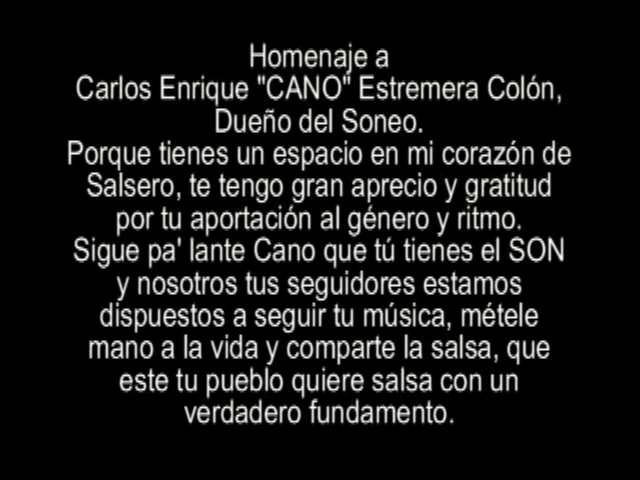 Homenaje a
Carlos Enrique "CANO" Estremera Colón,
Dueño del Soneo.
Porque tienes un espacio en mi corazón de
Salsero, te tengo gran aprecio y gratitud
por tu aportación al género y ritmo.
Sigue pa' lante Cano que tú tienes el SON
y nosotros tus seguidores estamos
dispuestos a seguir tu música, métele
mano a la vida y comparte la salsa, que
este tu pueblo quiere salsa con un
verdadero fundamento.